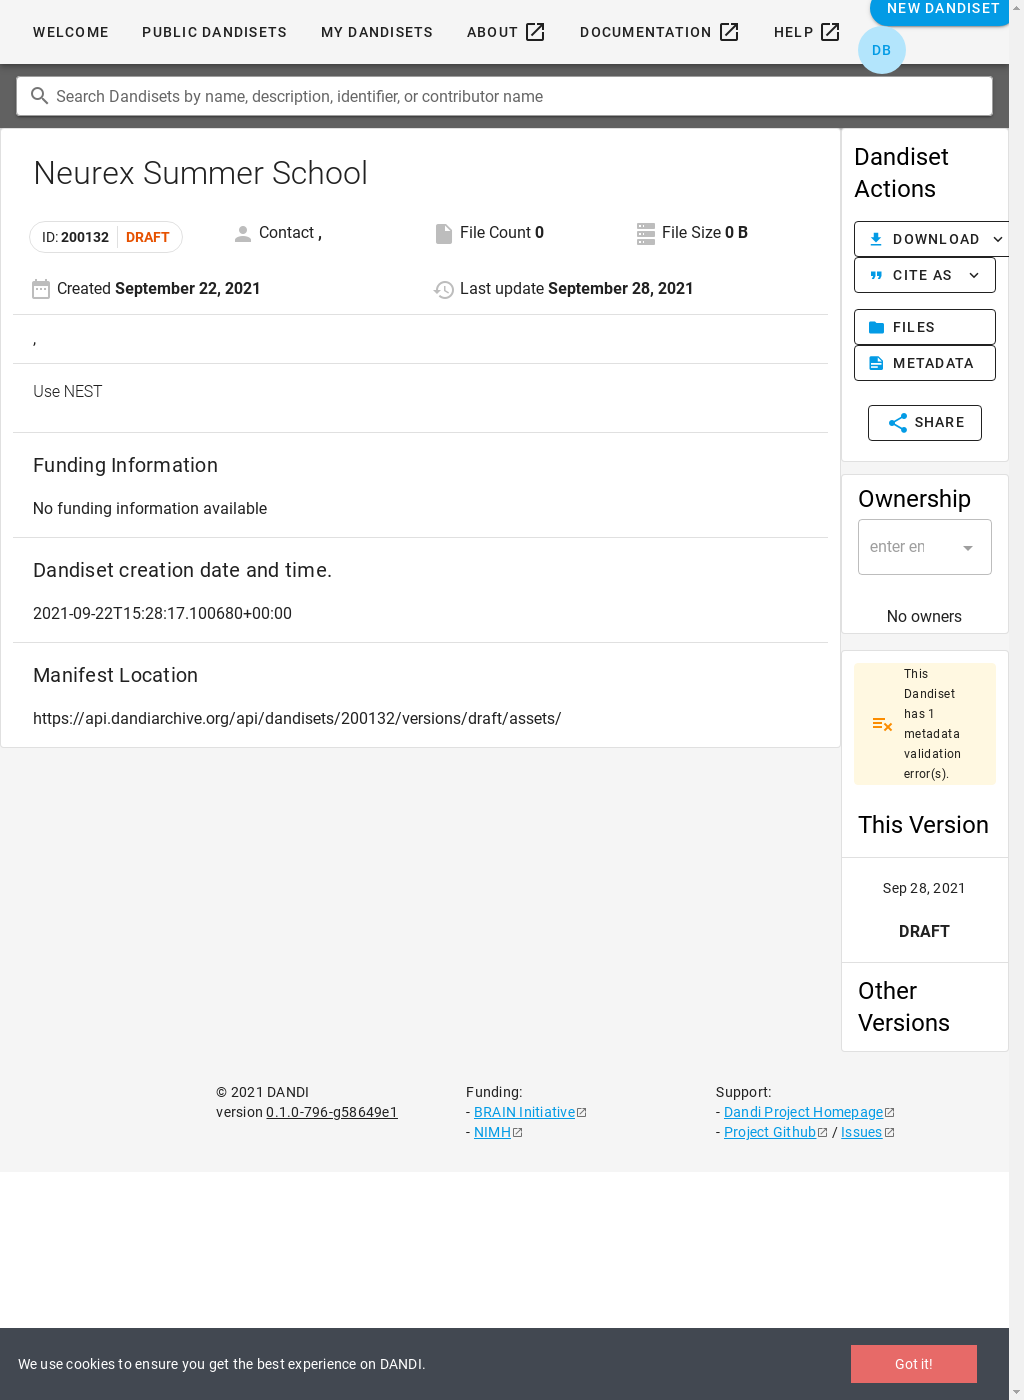 WELCOME PUBLIC DANDISETS MY DANDISETS ABOUT DOCUMENTATION HELP NEW DANDISET
DB
Search Dandisets by name, description, identifier, or contributor name
Neurex Summer School
ID: 200132 DRAFT Contact , File Count 0 File Size 0 B
Created September 22, 2021 Last update September 28, 2021
,
Use NEST
Funding Information
No funding information available
Dandiset creation date and time.
2021-09-22T15:28:17.100680+00:00
Manifest Location
https://api.dandiarchive.org/api/dandisets/200132/versions/draft/assets/
Dandiset
Actions
DOWNLOAD
CITE AS
FILES
METADATA
SHARE
Ownership
enter en
No owners
This
Dandiset
has 1
metadata
validation
error(s).
This Version
Sep 28, 2021
DRAFT
Other
Versions
© 2021 DANDI
version 0.1.0-796-g58649e1
Funding:
- BRAIN Initiative
- NIMH
Support:
- Dandi Project Homepage
- Project Github / Issues
We use cookies to ensure you get the best experience on DANDI.
Got it!